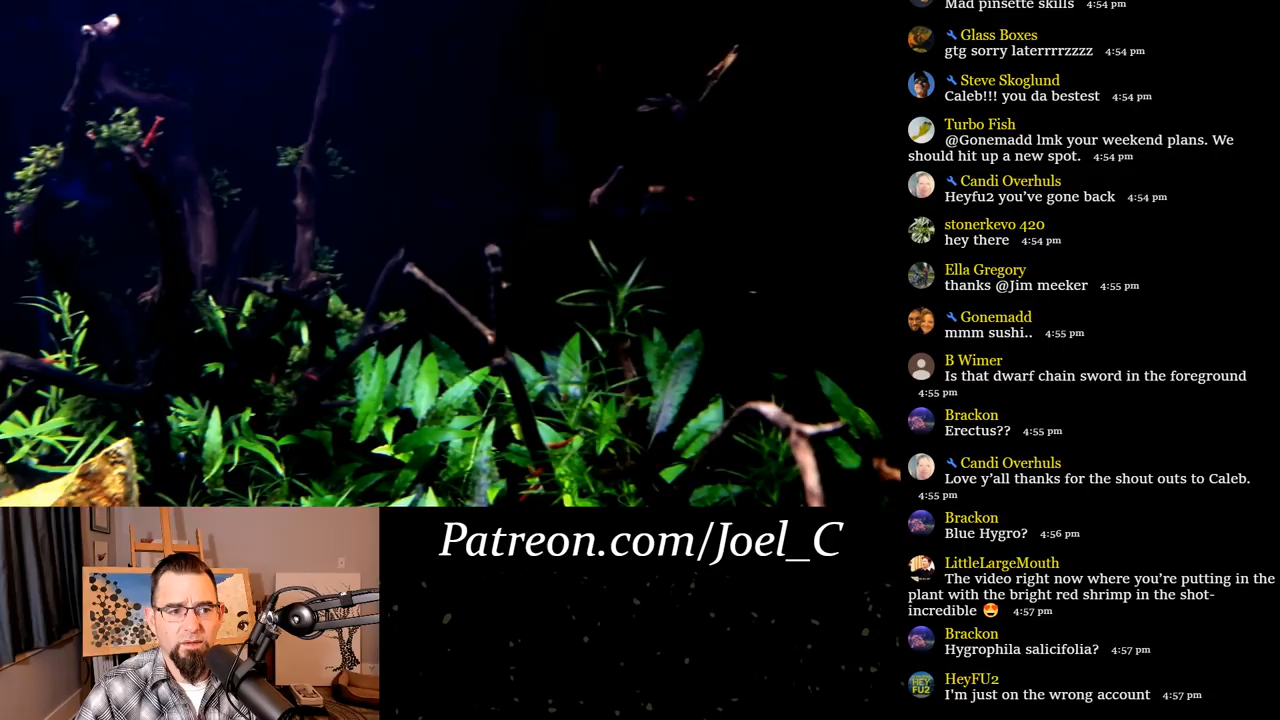 Mad pinsette skills 4:54 pm
Glass Boxes
gtg sorry laterrrrzzzz 4:54 pm
Steve Skoglund
Caleb!!! you da bestest 4:54 pm
Turbo Fish
@Gonemadd lmk your weekend plans. We
should hit up a new spot. 4:54 pm
Candi Overhuls
Heyfu2 you've gone back 4:54 pm
stonerkevo 420
hey there 4:54 pm
Ella Gregory
thanks @Jim meeker 4:55 pm
Gonemadd
mmm sushi.. 4:55 pm
B Wimer
Is that dwarf chain sword in the foreground
4:55 pm
Brackon
Erectus?? 4:55 pm
Candi Overhuls
Love y'all thanks for the shout outs to Caleb.
4:55 pm
Brackon
Blue Hygro? 4:56 pm
LittleLargeMouth
The video right now where you're putting in the
plant with the bright red shrimp in the shot-
incredible 😍 4:57 pm
Brackon
Hygrophila salicifolia? 4:57 pm
HEY FU2
HeyFU2
I'm just on the wrong account 4:57 pm
Patreon.com/Joel_C